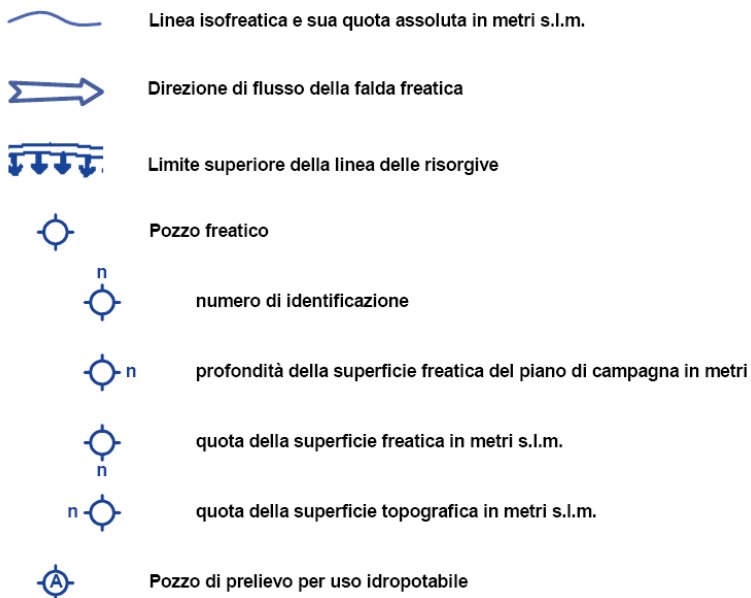 Linea isofreatica e sua quota assoluta in metri s.l.m.
Direzione di flusso della falda freatica
Limite superiore della linea delle risorgive
Pozzo freatico
n
numero di identificazione
n
profondità della superficie freatica del piano di campagna in metri
quota della superficie freatica in metri s.l.m.
n
n
quota della superficie topografica in metri s.l.m.
A
Pozzo di prelievo per uso idropotabile